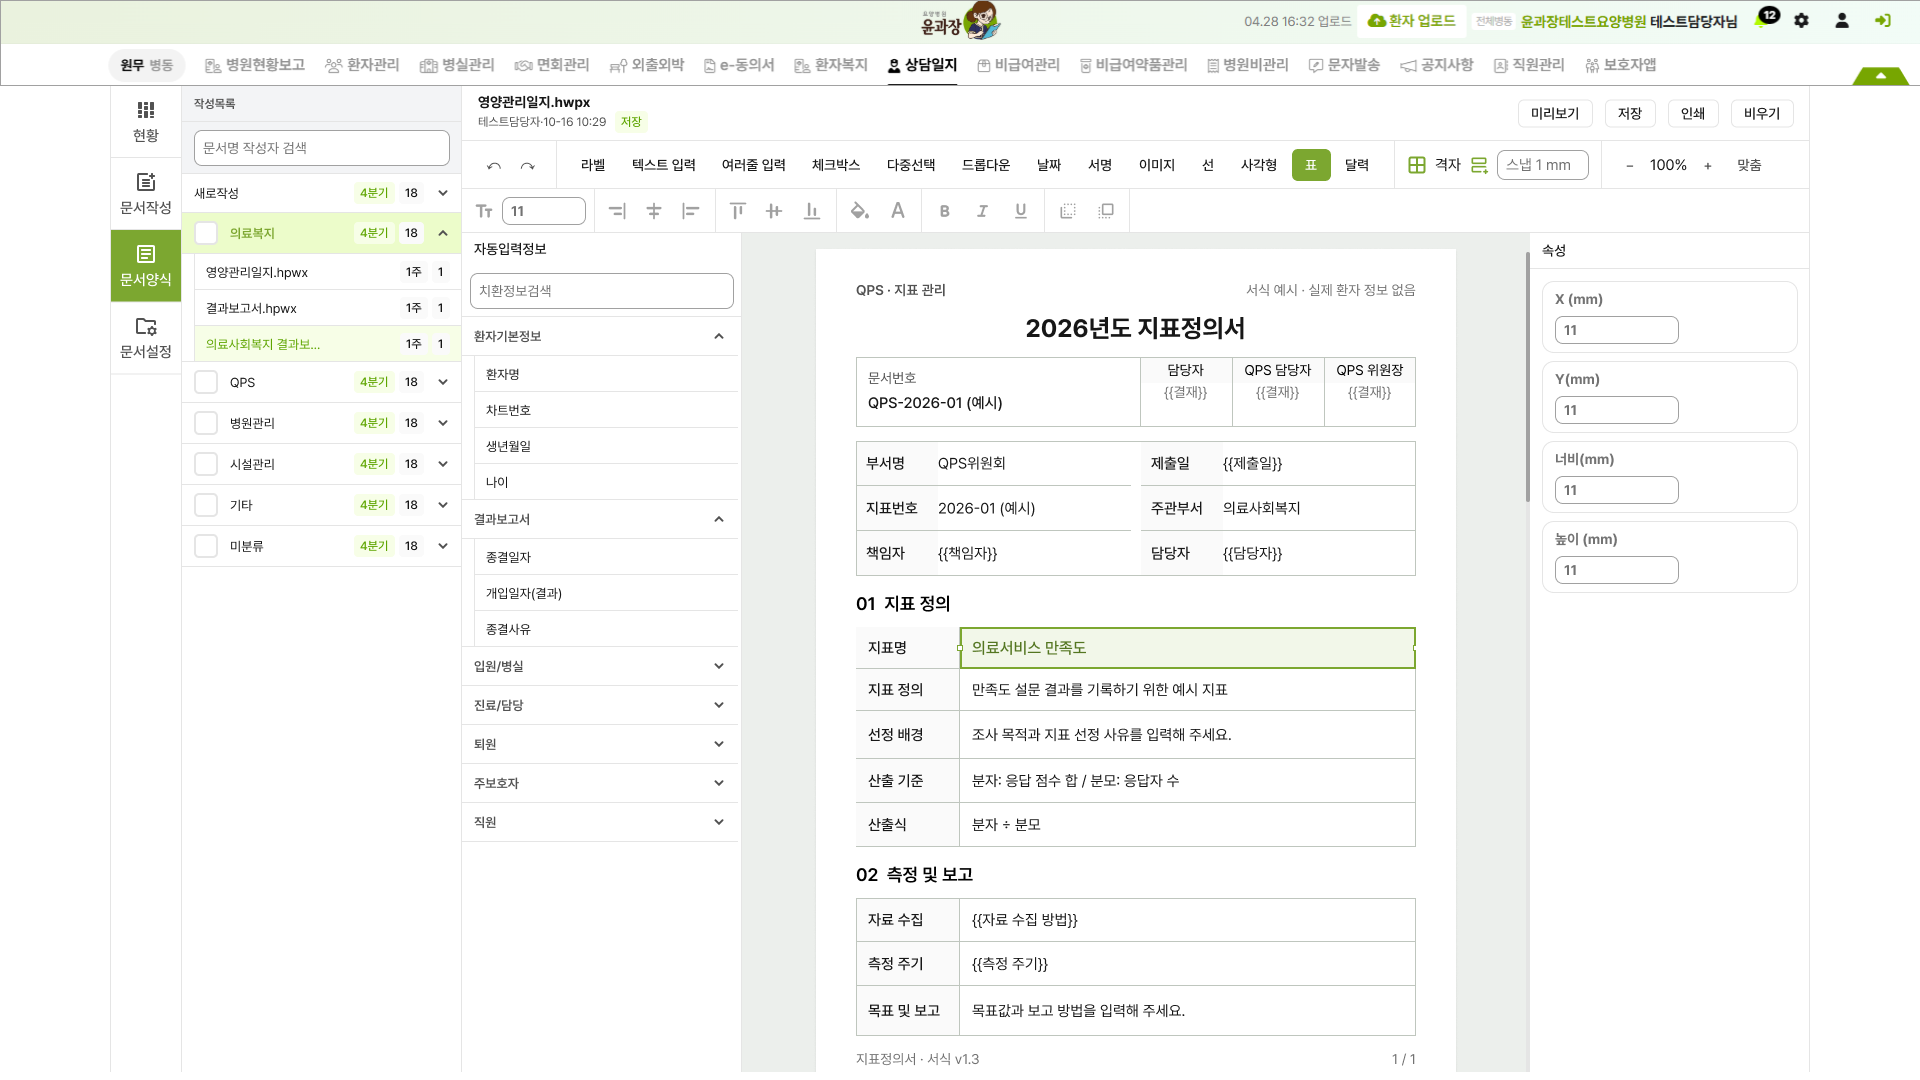 요양병원
윤과장
04.28 16:32 업로드
환자 업로드
전체병동
윤과장테스트요양병원 테스트담당자님
12
원무 병동
병원현황보고
환자관리
병실관리
면회관리
외출외박
e-동의서
환자복지
상담일지
비급여관리
비급여약품관리
병원비관리
문자발송
공지사항
직원관리
보호자앱
현황
문서작성
문서양식
문서설정
작성목록
문서명 작성자 검색
새로작성 4분기 18
의료복지 4분기 18
영양관리일지.hpwx 1주 1
결과보고서.hpwx 1주 1
의료사회복지 결과보... 1주 1
QPS 4분기 18
병원관리 4분기 18
시설관리 4분기 18
기타 4분기 18
미분류 4분기 18
영양관리일지.hwpx
테스트담당자·10-16 10:29 저장
미리보기
저장
인쇄
비우기
라벨
텍스트 입력
여러줄 입력
체크박스
다중선택
드롭다운
날짜
서명
이미지
선
사각형
표
달력
격자
스냅 1 mm
- 100% +
맞춤
Tт 11
A
B I U
자동입력정보
치환정보검색
환자기본정보
환자명
차트번호
생년월일
나이
결과보고서
종결일자
개입일자(결과)
종결사유
입원/병실
진료/담당
퇴원
주보호자
직원
QPS · 지표 관리
서식 예시 · 실제 환자 정보 없음
2026년도 지표정의서
문서번호
QPS-2026-01 (예시)
담당자 QPS 담당자 QPS 위원장
{{결재}} {{결재}} {{결재}}
부서명 QPS위원회 제출일 {{제출일}}
지표번호 2026-01 (예시) 주관부서 의료사회복지
책임자 {{책임자}} 담당자 {{담당자}}
01 지표 정의
지표명 의료서비스 만족도
지표 정의 만족도 설문 결과를 기록하기 위한 예시 지표
선정 배경 조사 목적과 지표 선정 사유를 입력해 주세요.
산출 기준 분자: 응답 점수 합 / 분모: 응답자 수
산출식 분자 ÷ 분모
02 측정 및 보고
자료 수집 {{자료 수집 방법}}
측정 주기 {{측정 주기}}
목표 및 보고 목표값과 보고 방법을 입력해 주세요.
지표정의서 · 서식 v1.3
1 / 1
속성
X (mm)
11
Y(mm)
11
너비(mm)
11
높이 (mm)
11